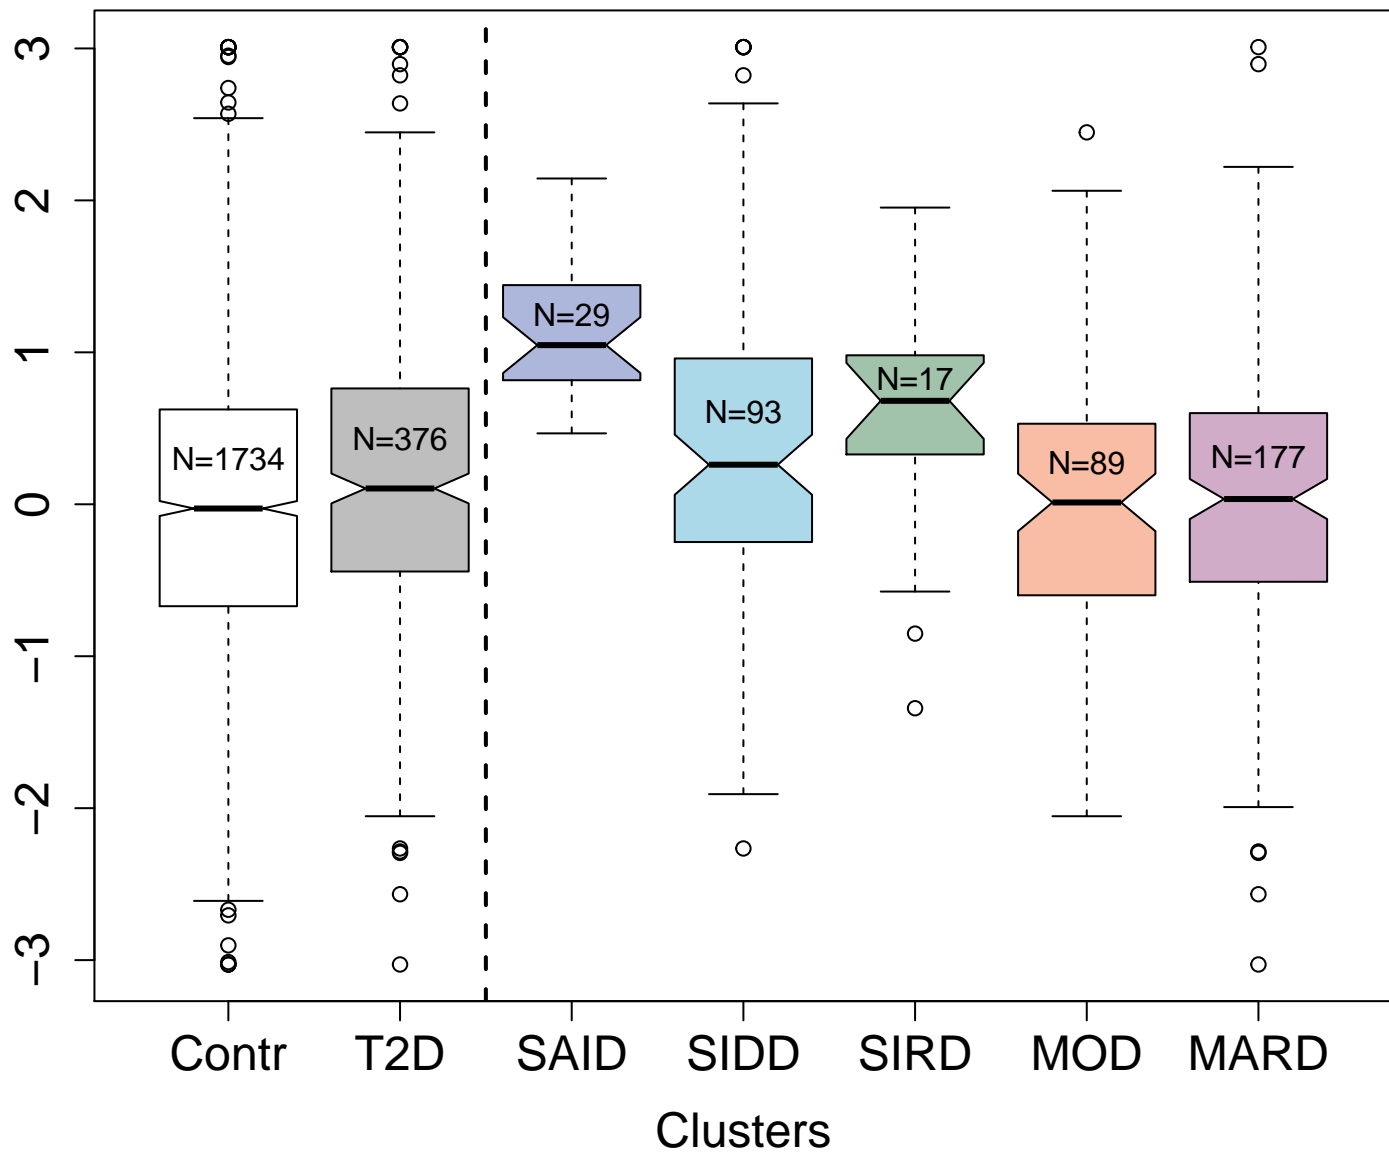 3
2
1
0
−1
−2
−3
N=1734
N=376
N=29
N=93
N=17
N=89
N=177
Contr T2D SAID SIDD SIRD MOD MARD
Clusters